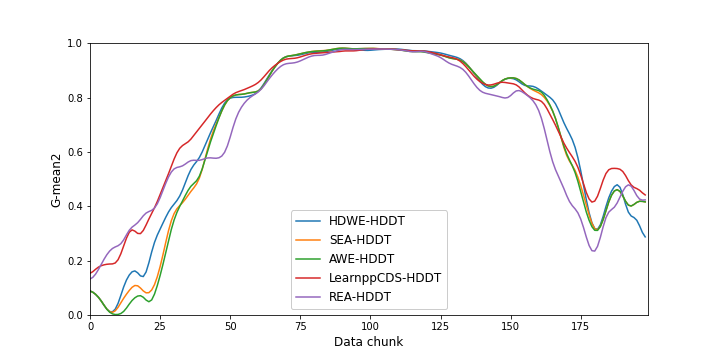 1.0
0.8
0.6
0.4
0.2
0.0
G-mean2
0
25
50
75
100
125
150
175
Data chunk
HDWE-HDDT
SEA-HDDT
AWE-HDDT
LearnppCDS-HDDT
REA-HDDT